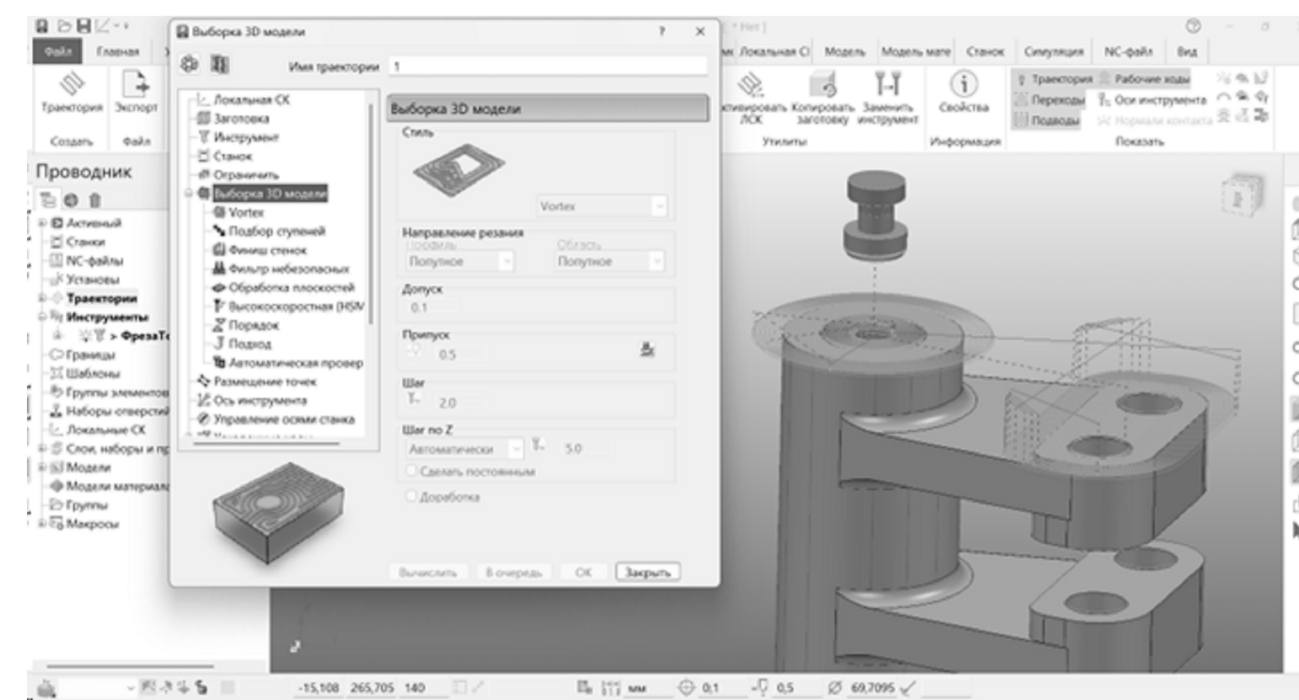 Выборка 3D модели
? ×
* Нет ]
Файл Главная
Локальная СК Модель Модель мате Станок Симуляция NC-файл Вид
Имя траектории 1
Траектория Экспорт
Создать Файл
ЛСК
Копировать заготовку
Заменить инструмент
Утилиты
Свойства
Информация
Траектория Рабочие ходы
Переходы Оси инструмента
Подводы Нормали контакта
Показать
Проводник
Активный
Станки
NC-файлы
Установы
Траектории
Инструменты
> ФрезаТо
Границы
Шаблоны
Группы элементов
Наборы отверстий
Локальные СК
Слои, наборы и пр
Модели
Модели материала
Группы
Макросы
Локальная СК
Заготовка
Инструмент
Станок
Ограничить
Выборка 3D модели
Vortex
Подбор ступеней
Финиш стенок
Фильтр небезопасных
Обработка плоскостей
Высокоскоростная (HSM
Порядок
Подход
Автоматическая провер
Размещение точек
Ось инструмента
Управление осями станка
Выборка 3D модели
Стиль
Vortex
Направление резания
Профиль Область
Попутное Попутное
Допуск
0.1
Припуск
0.5
Шаг
2.0
Шаг по Z
Автоматически 5.0
Сделать постоянным
Доработка
Вычислить В очередь ОК Закрыть
-15,108 265,705 140 мм 0,1 0,5 69,7095